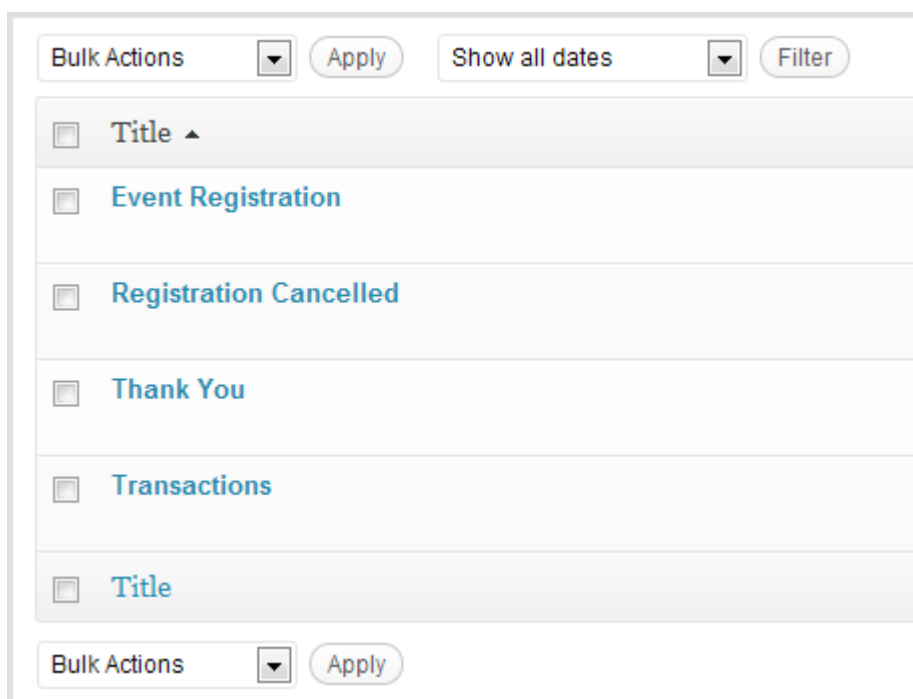 Bulk Actions Apply Show all dates Filter
Title
Event Registration
Registration Cancelled
Thank You
Transactions
Title
Bulk Actions Apply